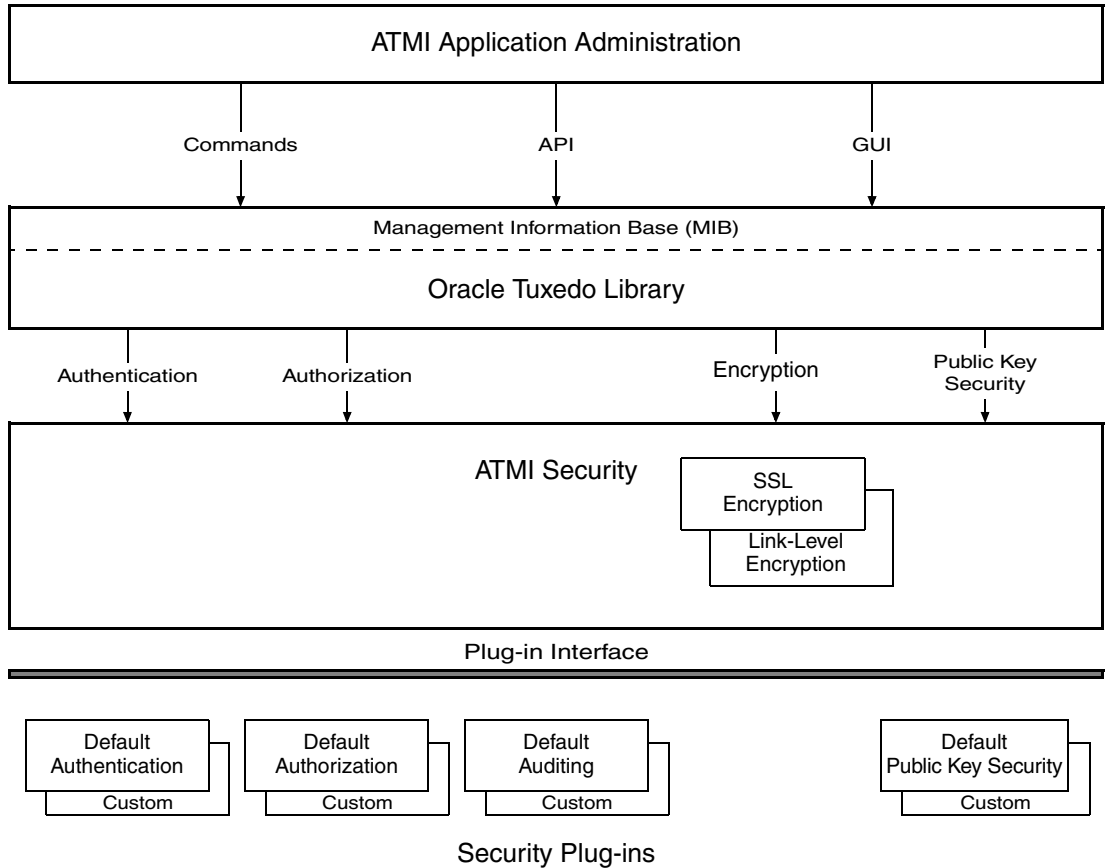 ATMI Application Administration
Commands
API
GUI
Management Information Base (MIB)
Oracle Tuxedo Library
Authentication
Authorization
Encryption
Public Key
Security
ATMI Security
SSL
Encryption
Link-Level
Encryption
Plug-in Interface
Default
Authentication
Custom
Default
Authorization
Custom
Default
Auditing
Custom
Default
Public Key Security
Custom
Security Plug-ins